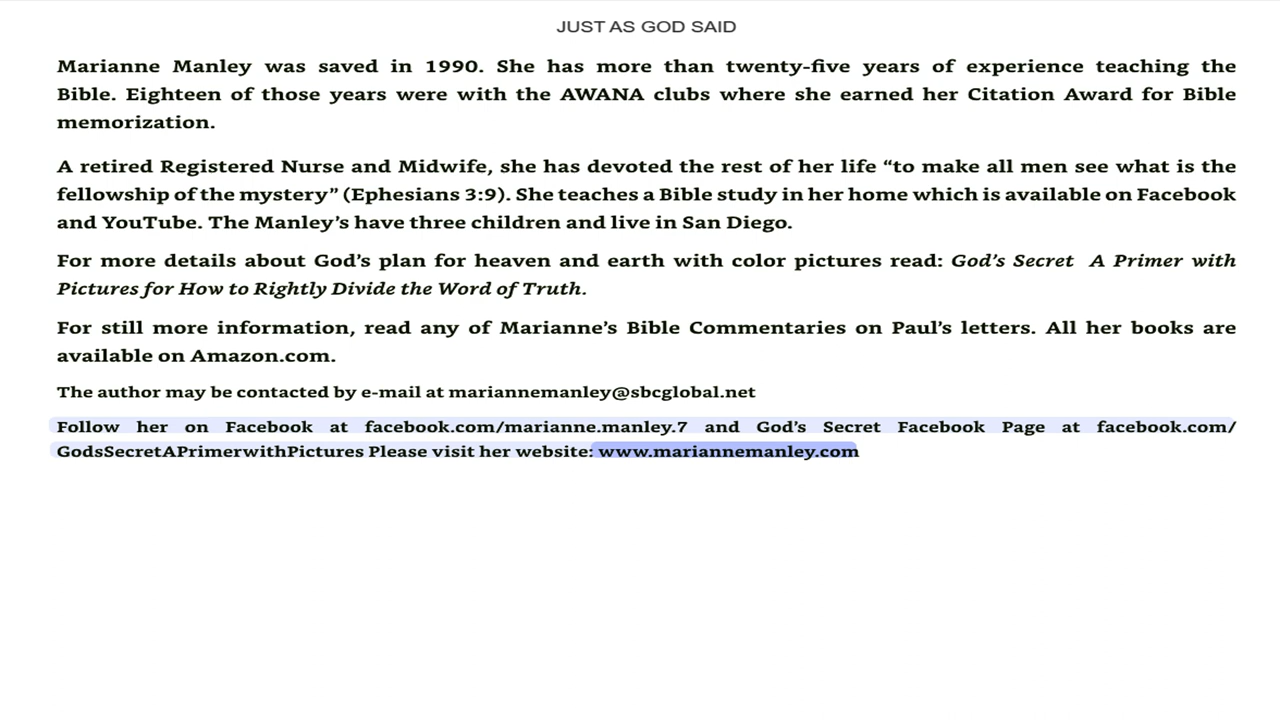 JUST AS GOD SAID
Marianne Manley was saved in 1990. She has more than twenty-five years of experience teaching the
Bible. Eighteen of those years were with the AWANA clubs where she earned her Citation Award for Bible
memorization.
A retired Registered Nurse and Midwife, she has devoted the rest of her life “to make all men see what is the
fellowship of the mystery” (Ephesians 3:9). She teaches a Bible study in her home which is available on Facebook
and YouTube. The Manley’s have three children and live in San Diego.
For more details about God’s plan for heaven and earth with color pictures read: God’s Secret A Primer with
Pictures for How to Rightly Divide the Word of Truth.
For still more information, read any of Marianne’s Bible Commentaries on Paul’s letters. All her books are
available on Amazon.com.
The author may be contacted by e-mail at mariannemanley@sbcglobal.net
Follow her on Facebook at facebook.com/marianne.manley.7 and God’s Secret Facebook Page at facebook.com/
GodsSecretAPrimerwithPictures Please visit her website: www.mariannemanley.com